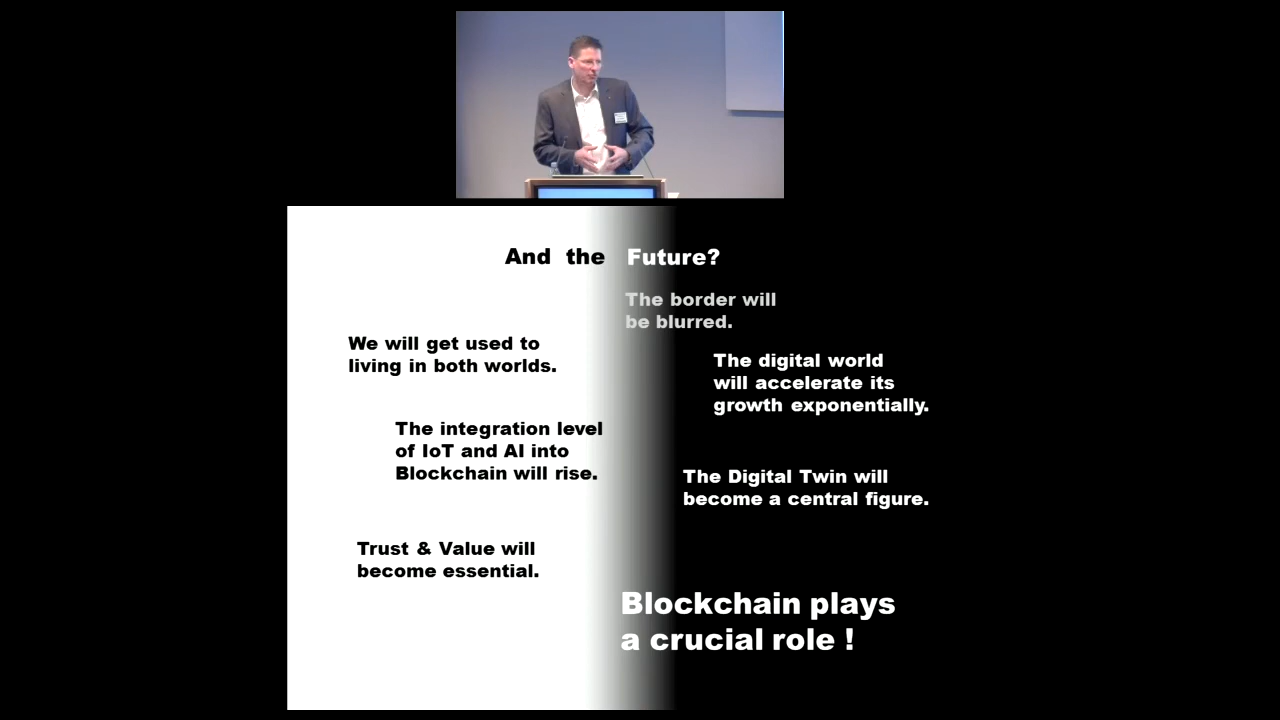 And the Future?
The border will
be blurred.
We will get used to
living in both worlds.
The digital world
will accelerate its
growth exponentially.
The integration level
of IoT and AI into
Blockchain will rise.
The Digital Twin will
become a central figure.
Trust & Value will
become essential.
Blockchain plays
a crucial role !